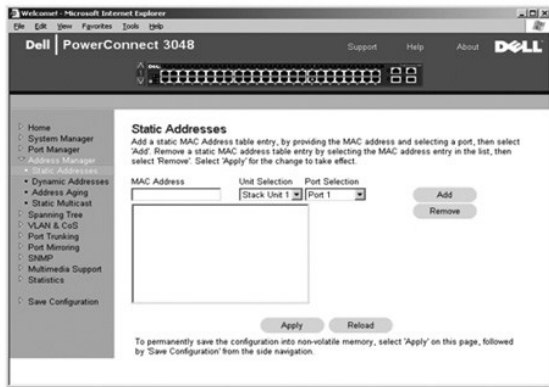 Welcome! - Microsoft Internet Explorer
File Edit View Favorites Tools Help
Dell | PowerConnect 3048
Support Help About DELL
Home
System Manager
Port Manager
Address Manager
Static Addresses
Dynamic Addresses
Address Aging
Static Multicast
Spanning Tree
VLAN & CoS
Port Trunking
Port Mirroring
SNMP
Multimedia Support
Statistics
Save Configuration
Static Addresses
Add a static MAC Address table entry, by providing the MAC address and selecting a port, then select
'Add'. Remove a static MAC address table entry by selecting the MAC address entry in the list, then
select 'Remove'. Select 'Apply' for the change to take effect.
MAC Address Unit Selection Port Selection
Stack Unit 1 Port 1 Add
Remove
Apply Reload
To permanently save the configuration into non-volatile memory, select 'Apply' on this page, followed
by 'Save Configuration' from the side navigation.